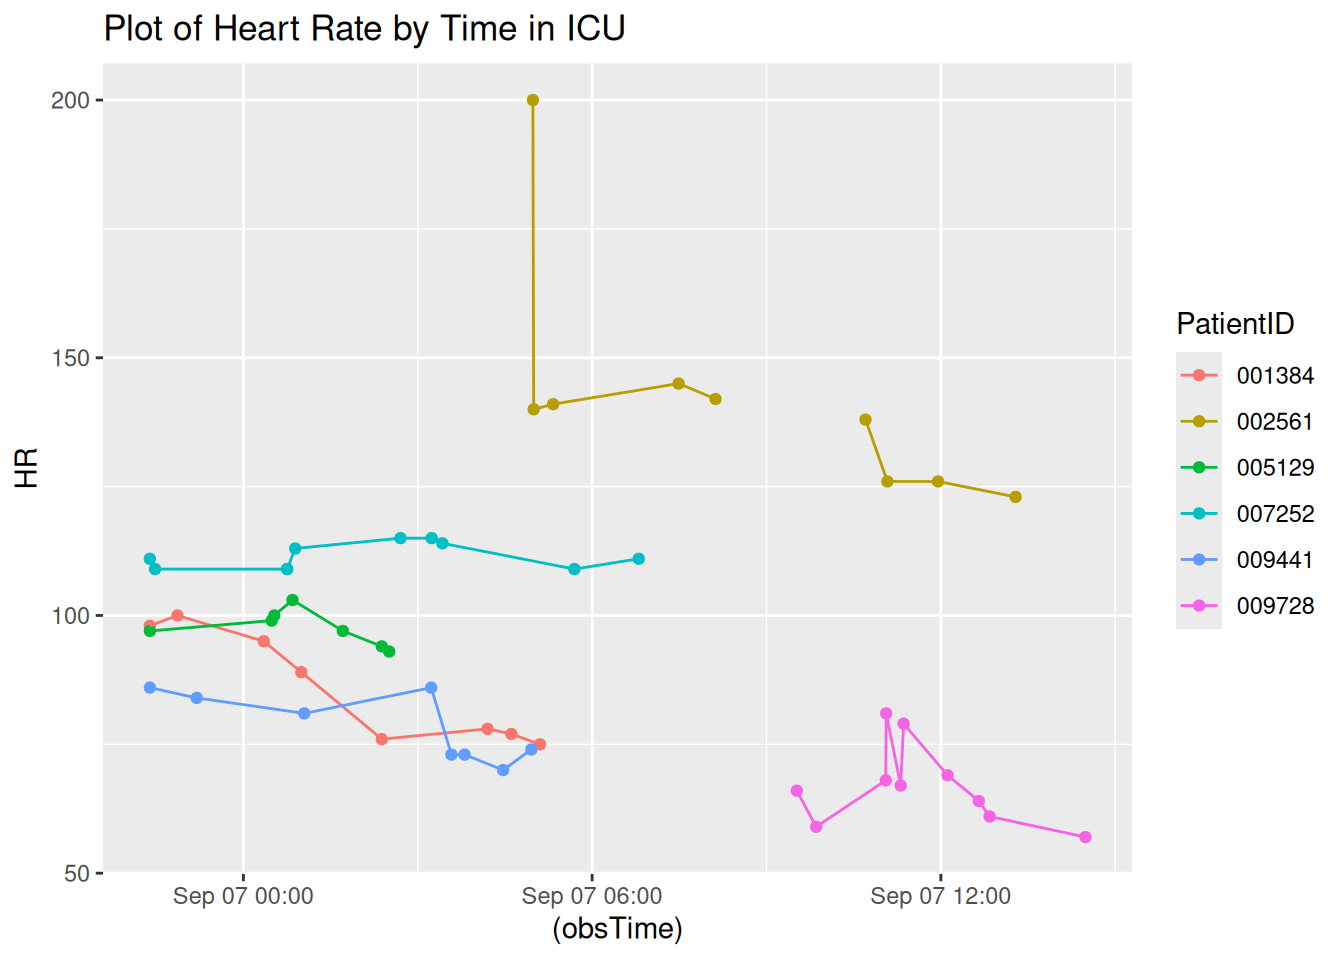 Plot of Heart Rate by Time in ICU
200
150
100
50
HR
Sep 07 00:00
Sep 07 06:00
Sep 07 12:00
(obsTime)
PatientID
001384
002561
005129
007252
009441
009728